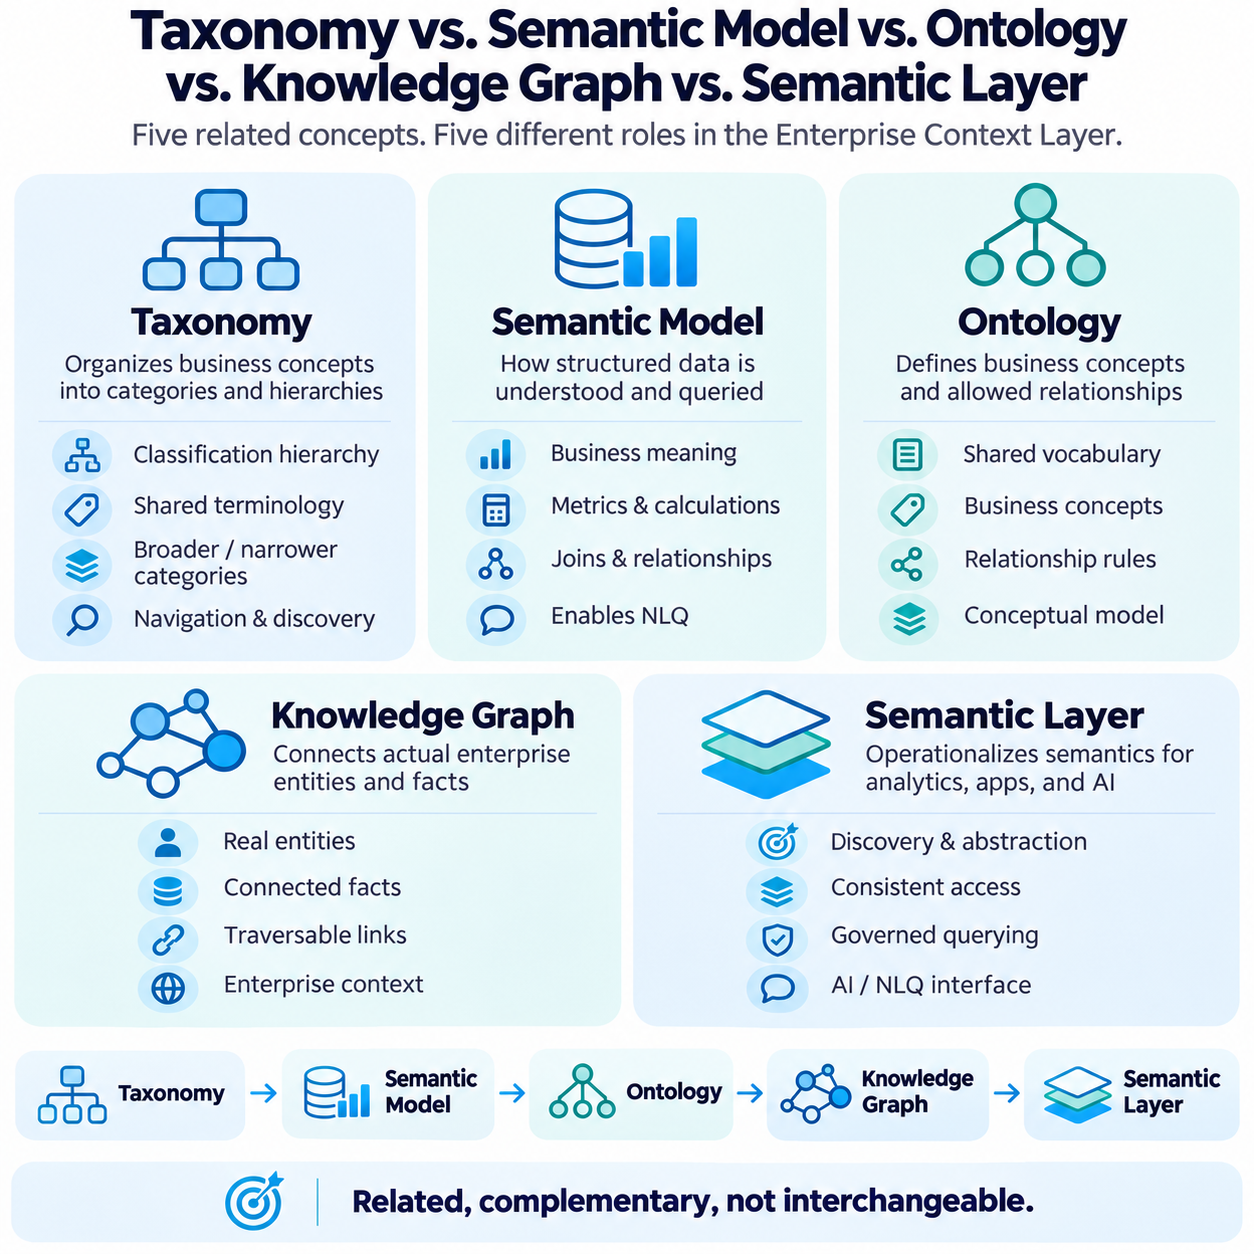 Taxonomy vs. Semantic Model vs. Ontology
vs. Knowledge Graph vs. Semantic Layer
Five related concepts. Five different roles in the Enterprise Context Layer.
Taxonomy
Organizes business concepts
into categories and hierarchies
Classification hierarchy
Shared terminology
Broader / narrower
categories
Navigation & discovery
Semantic Model
How structured data is
understood and queried
Business meaning
Metrics & calculations
Joins & relationships
Enables NLQ
Ontology
Defines business concepts
and allowed relationships
Shared vocabulary
Business concepts
Relationship rules
Conceptual model
Knowledge Graph
Connects actual enterprise
entities and facts
Real entities
Connected facts
Traversable links
Enterprise context
Semantic Layer
Operationalizes semantics for
analytics, apps, and AI
Discovery & abstraction
Consistent access
Governed querying
AI / NLQ interface
Taxonomy
Semantic
Model
Ontology
Knowledge
Graph
Semantic
Layer
Related, complementary, not interchangeable.